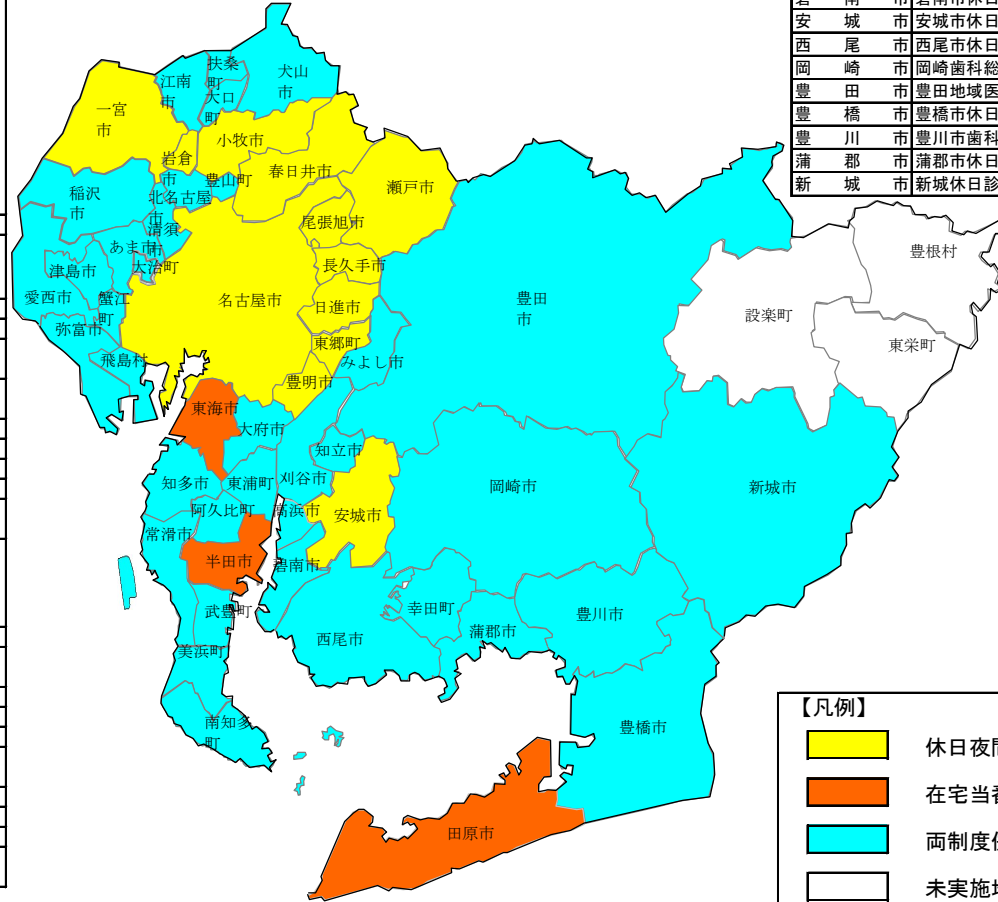 安城市 安城市休日
西尾市 西尾市休日
岡崎市 岡崎歯科総
豊田市 豊田地域医
豊橋市 豊橋市休日
豊川市 豊川市歯科
蒲郡市 蒲郡市休日
新城市 新城休日診
扶桑
町
犬山
市
江南
市
大口
町
一宮
市
小牧市
岩倉
市
春日井市
豊山町
瀬戸市
稲沢
市
北名古屋
市
尾張旭市
清須
市
あま市
大治町
長久手市
津島市
愛西市
蟹江
町
名古屋市
日進市
豊田
市
豊根村
設楽町
弥富市
東郷町
みよし市
東栄町
飛島村
豊明市
東海市
大府市
知立市
知多市
東浦町
刈谷市
岡崎市
新城市
阿久比町
高浜市
安城市
常滑市
半田市
碧南市
武豊町
西尾市
幸田町
蒲郡市
豊川市
美浜町
南知多
町
豊橋市
田原市
【凡例】
休日夜間
在宅当番
両制度
未実施